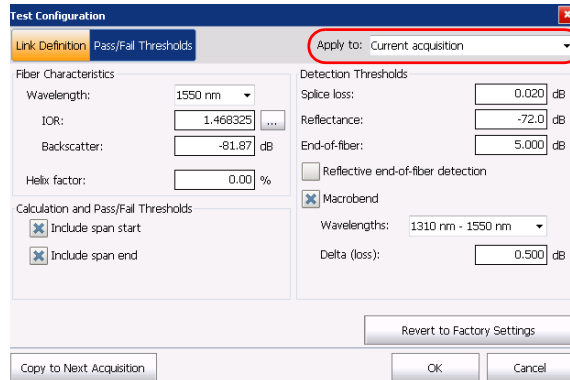 Test Configuration
Link Definition Pass/Fail Thresholds
Apply to: Current acquisition
Fiber Characteristics
Wavelength: 1550 nm
IOR: 1.468325 ...
Backscatter: -81.87 dB
Helix factor: 0.00 %
Calculation and Pass/Fail Thresholds
Include span start
Include span end
Detection Thresholds
Splice loss: 0.020 dB
Reflectance: -72.0 dB
End-of-fiber: 5.000 dB
Reflective end-of-fiber detection
Macrobend
Wavelengths: 1310 nm - 1550 nm
Delta (loss): 0.500 dB
Revert to Factory Settings
Copy to Next Acquisition
OK
Cancel